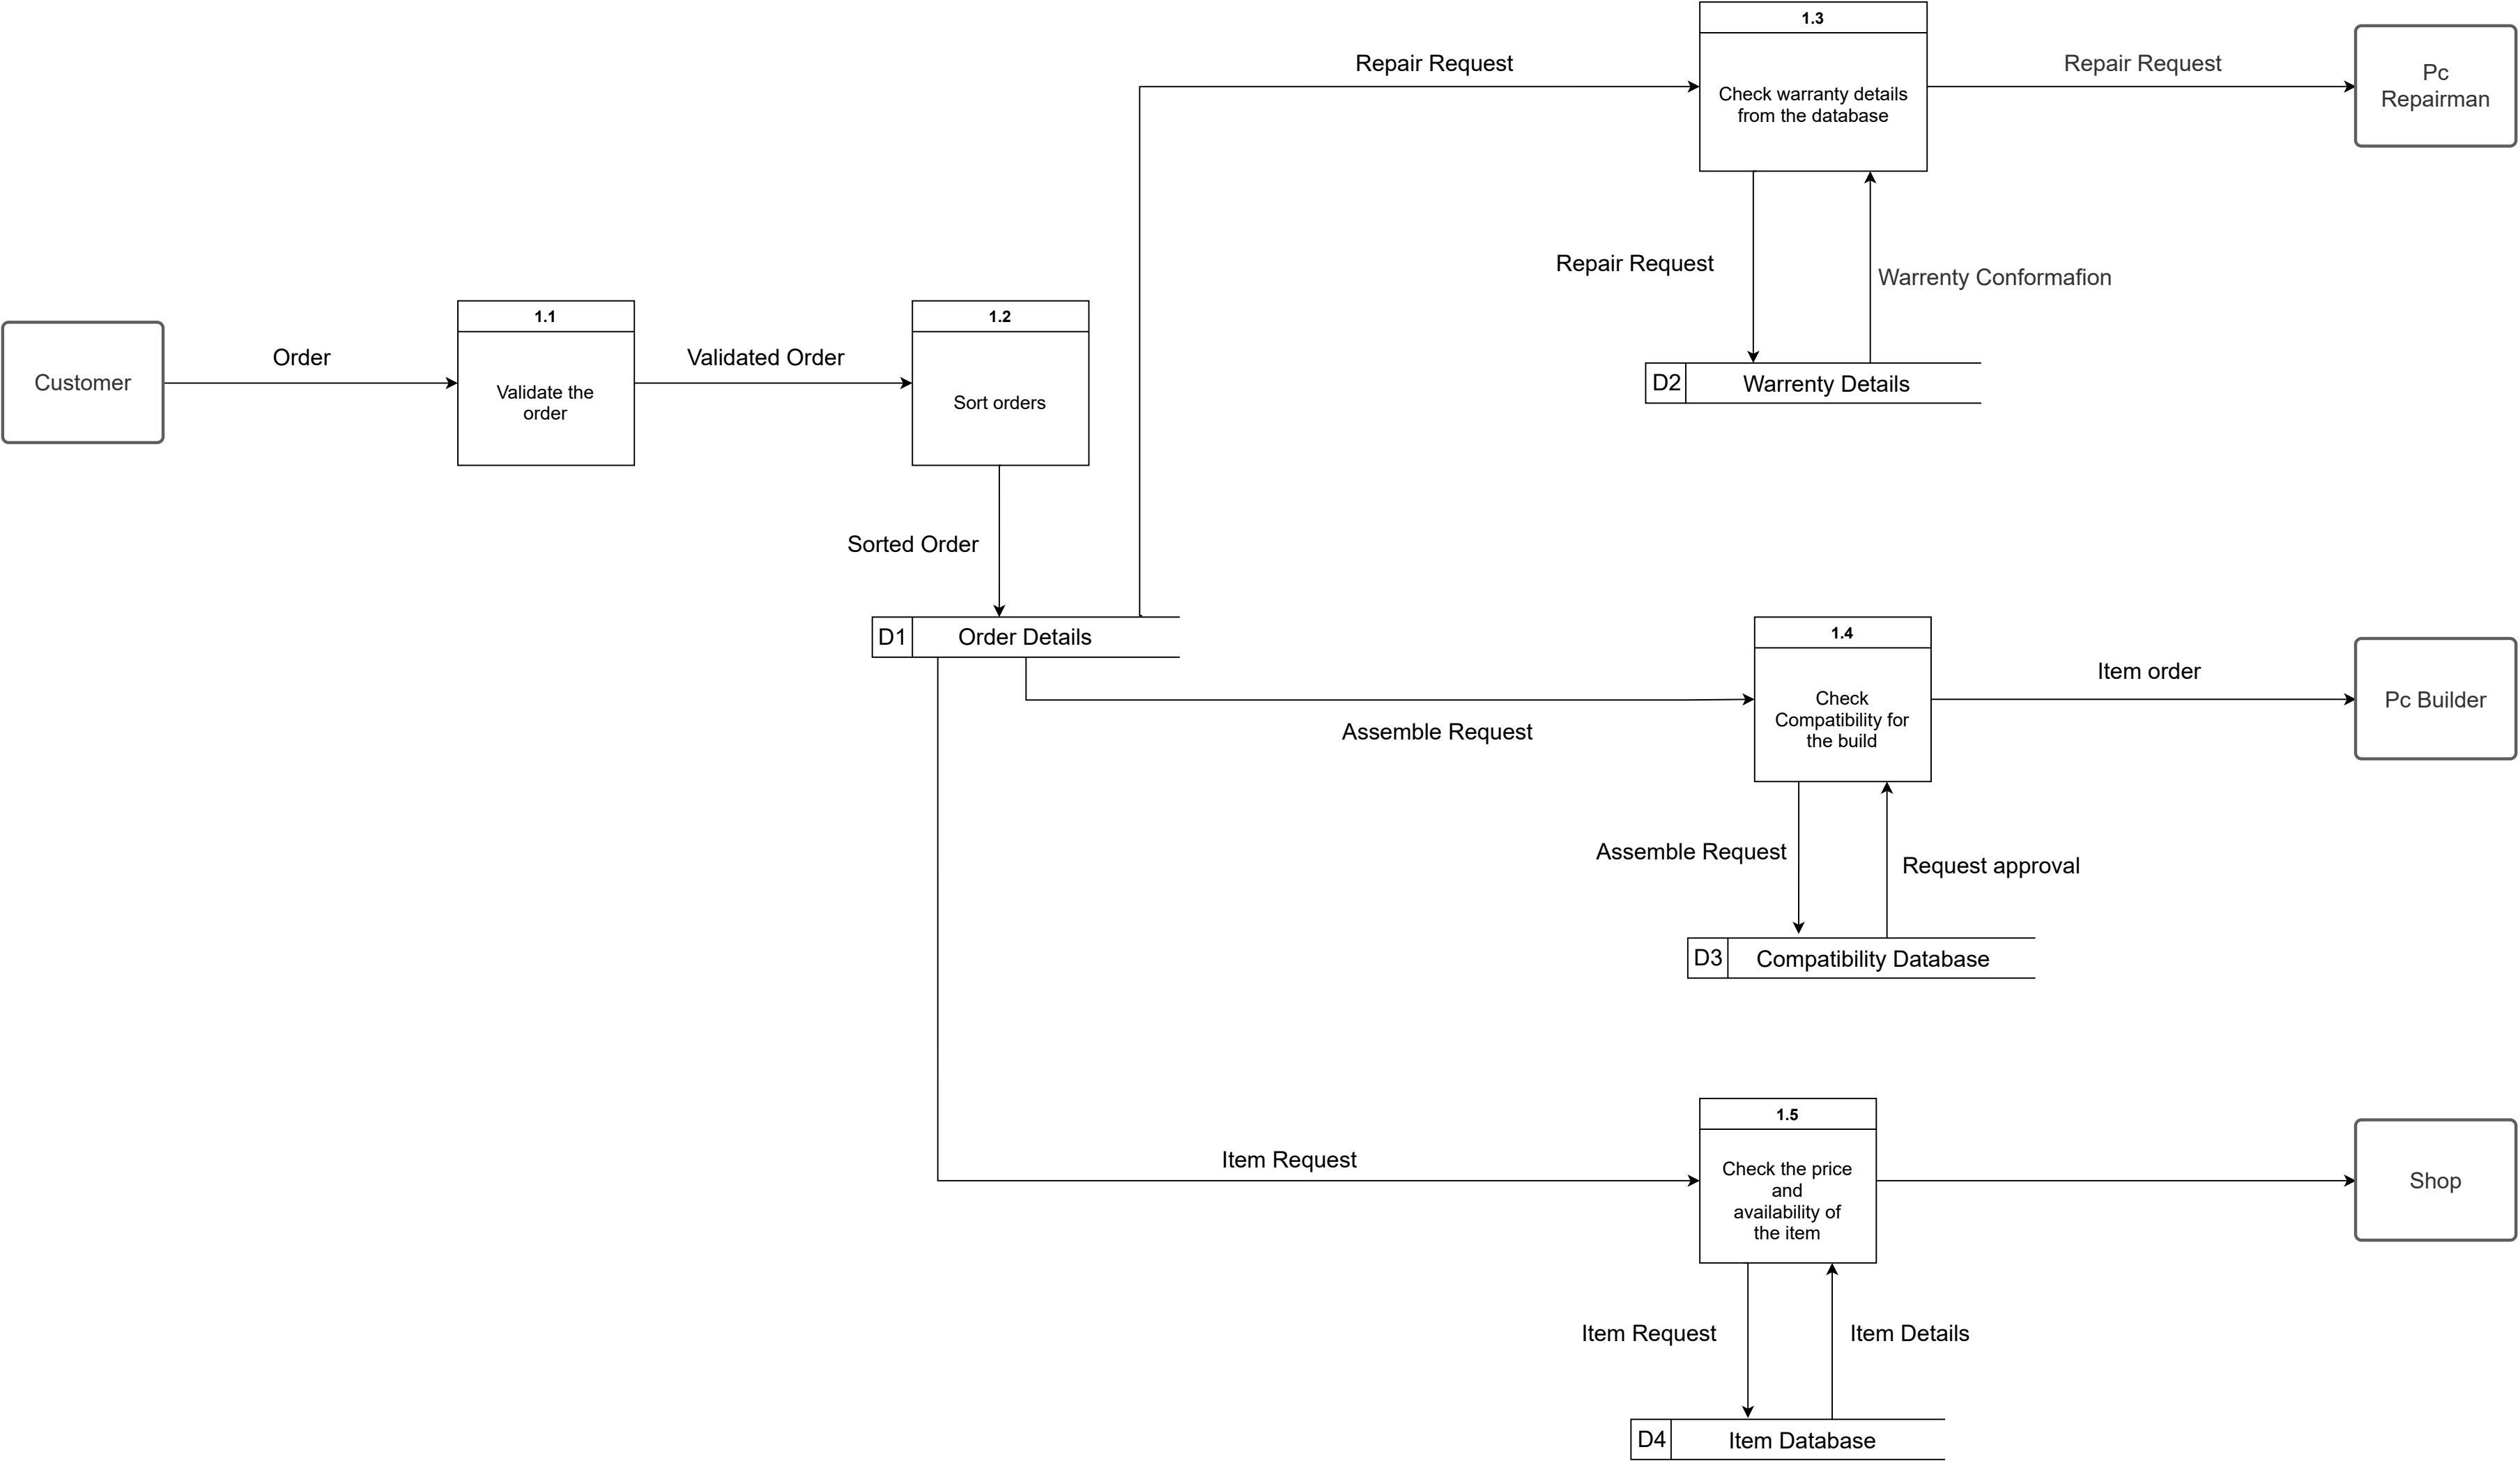 1.3
Repair Request
Repair Request
Pc
Repairman
Check warranty details
from the database
Repair Request
Warrenty Conformafion
1.1
1.2
Order
Validated Order
Customer
Validate the
order
Sort orders
D2
Warrenty Details
Sorted Order
D1
Order Details
1.4
Item order
Check
Compatibility for
the build
Pc Builder
Assemble Request
Assemble Request
Request approval
D3
Compatibility Database
1.5
Item Request
Check the price
and
availability of
the item
Shop
Item Request
Item Details
D4
Item Database